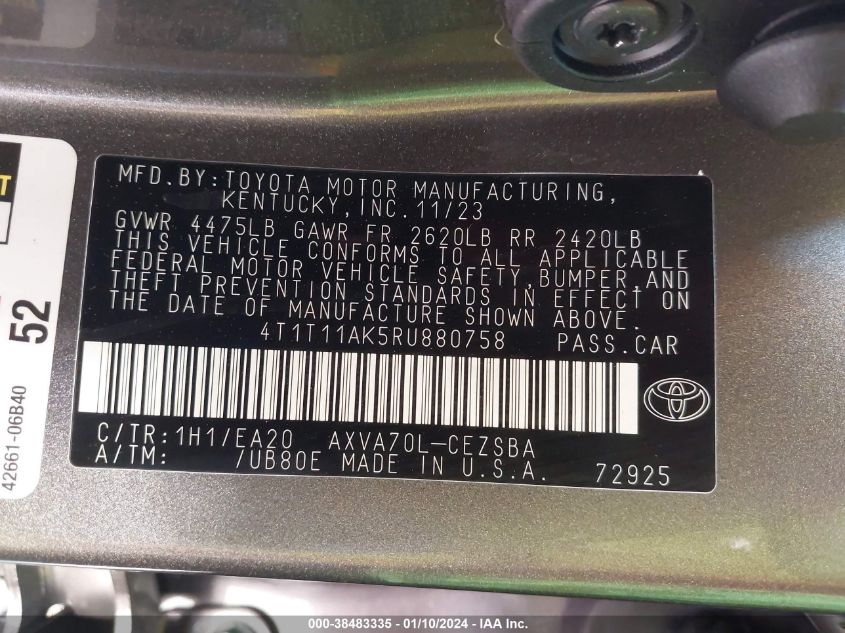 MFD.BY:TOYOTA MOTOR MANUFACTURING,
KENTUCKY,INC.11/23
GVWR 4475LB GAWR FR 2620LB RR 2420LB
THIS VEHICLE CONFORMS TO ALL APPLICABLE
FEDERAL MOTOR VEHICLE SAFETY,BUMPER,AND
THEFT PREVENTION STANDARDS IN EFFECT ON
THE DATE OF MANUFACTURE SHOWN ABOVE.
4T1T11AK5RU880758 PASS.CAR
C/TR:1H1/EA20 AXVA70L-CEZSBA
A/TM: /UB80E MADE IN U.S.A. 72925
52
42661-06B40
000-38483335 - 01/10/2024 - IAA Inc.